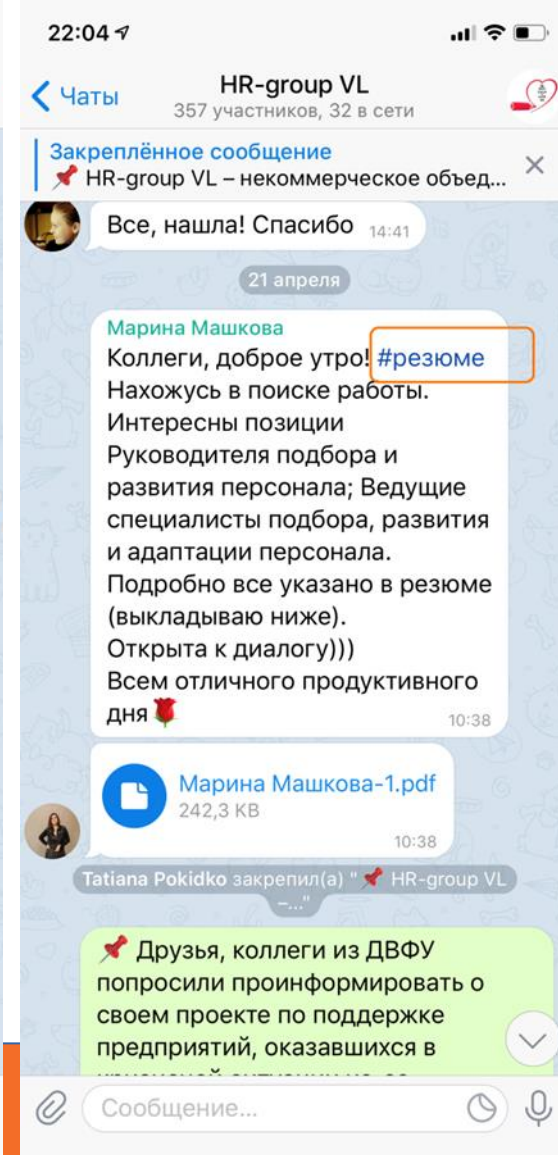 22:04
Чаты
HR-group VL
357 участников, 32 в сети
Закреплённое сообщение
📌 HR-group VL – некоммерческое объед...
Все, нашла! Спасибо 14:41
21 апреля
Марина Машкова
Коллеги, доброе утро! #резюме
Нахожусь в поиске работы.
Интересны позиции
Руководителя подбора и
развития персонала; Ведущие
специалисты подбора, развития
и адаптации персонала.
Подробно все указано в резюме
(выкладываю ниже).
Открыта к диалогу)))
Всем отличного продуктивного
дня🌹 10:38
Марина Машкова-1.pdf
242,3 KB
10:38
Tatiana Pokidko закрепил(а) "📌 HR-group VL
–..."
📌 Друзья, коллеги из ДВФУ
попросили проинформировать о
своем проекте по поддержке
предприятий, оказавшихся в
Сообщение...